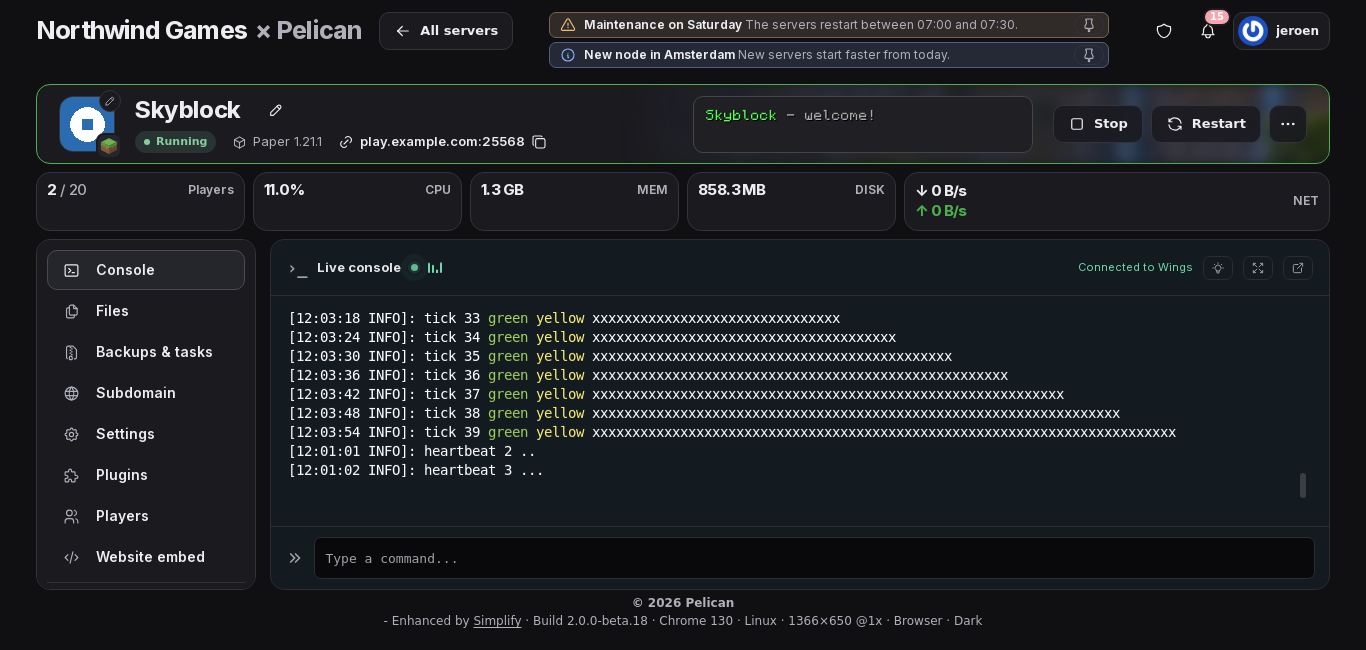 Northwind Games × Pelican
All servers
Maintenance on Saturday The servers restart between 07:00 and 07:30.
New node in Amsterdam New servers start faster from today.
15
jeroen
Skyblock
Running
Paper 1.21.1
play.example.com:25568
Skyblock - welcome!
Stop
Restart
2 / 20 Players
11.0% CPU
1.3 GB MEM
858.3 MB DISK
↓ 0 B/s
↑ 0 B/s
NET
Console
Files
Backups & tasks
Subdomain
Settings
Plugins
Players
Website embed
Live console
Connected to Wings
[12:03:18 INFO]: tick 33 green yellow xxxxxxxxxxxxxxxxxxxxxxxxxxxxxxx
[12:03:24 INFO]: tick 34 green yellow xxxxxxxxxxxxxxxxxxxxxxxxxxxxxxxxxxxxxx
[12:03:30 INFO]: tick 35 green yellow xxxxxxxxxxxxxxxxxxxxxxxxxxxxxxxxxxxxxxxxxxxxx
[12:03:36 INFO]: tick 36 green yellow xxxxxxxxxxxxxxxxxxxxxxxxxxxxxxxxxxxxxxxxxxxxxxxxxxxx
[12:03:42 INFO]: tick 37 green yellow xxxxxxxxxxxxxxxxxxxxxxxxxxxxxxxxxxxxxxxxxxxxxxxxxxxxxxxxxxx
[12:03:48 INFO]: tick 38 green yellow xxxxxxxxxxxxxxxxxxxxxxxxxxxxxxxxxxxxxxxxxxxxxxxxxxxxxxxxxxxxxxxxxx
[12:03:54 INFO]: tick 39 green yellow xxxxxxxxxxxxxxxxxxxxxxxxxxxxxxxxxxxxxxxxxxxxxxxxxxxxxxxxxxxxxxxxxxxxxxxxx
[12:01:01 INFO]: heartbeat 2 ..
[12:01:02 INFO]: heartbeat 3 ...
Type a command...
© 2026 Pelican
- Enhanced by Simplify · Build 2.0.0-beta.18 · Chrome 130 · Linux · 1366×650 @1x · Browser · Dark